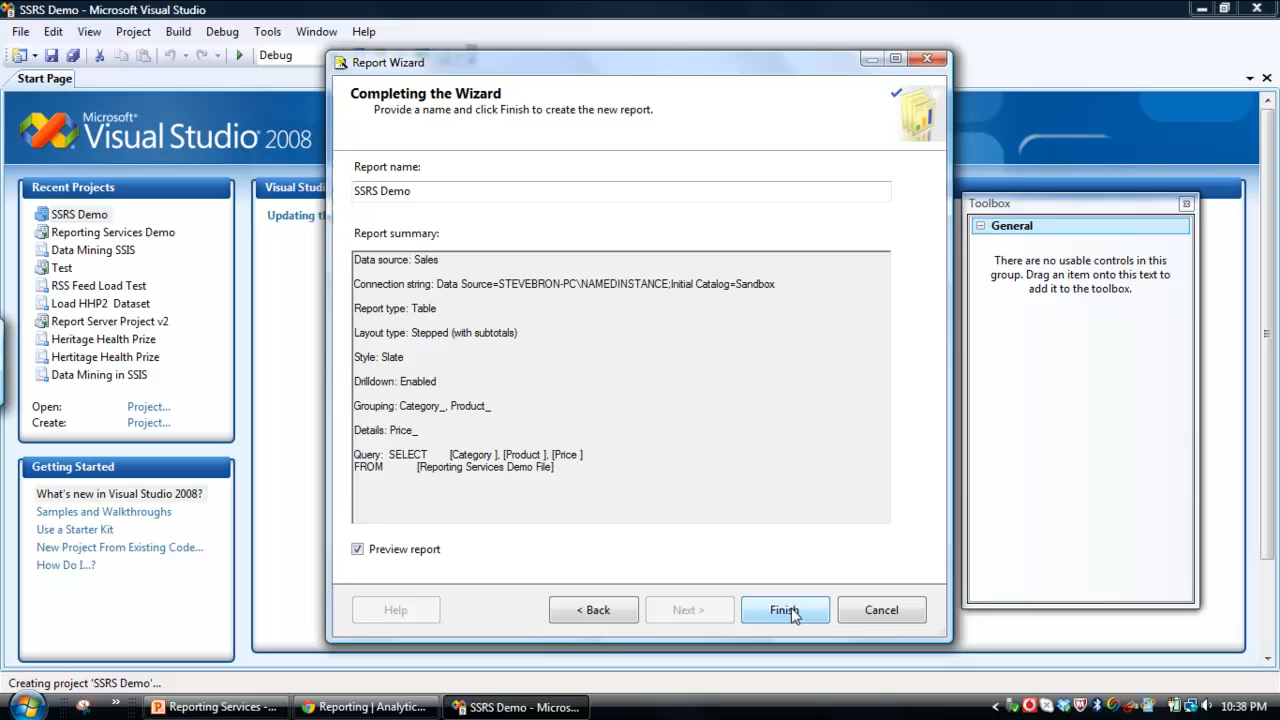 SSRS Demo - Microsoft Visual Studio
File Edit View Project Build Debug Tools Window Help
Debug
Start Page
Microsoft®
Visual Studio® 2008
Recent Projects
SSRS Demo
Reporting Services Demo
Data Mining SSIS
Test
RSS Feed Load Test
Load HHP2 Dataset
Report Server Project v2
Heritage Health Prize
Hertitage Health Prize
Data Mining in SSIS
Open: Project...
Create: Project...
Getting Started
What's new in Visual Studio 2008?
Samples and Walkthroughs
Use a Starter Kit
New Project From Existing Code...
How Do I...?
Visual Studi
Updating t
Report Wizard
Completing the Wizard
Provide a name and click Finish to create the new report.
Report name:
SSRS Demo
Report summary:
Data source: Sales
Connection string: Data Source=STEVEBRON-PC\NAMEDINSTANCE;Initial Catalog=Sandbox
Report type: Table
Layout type: Stepped (with subtotals)
Style: Slate
Drilldown: Enabled
Grouping: Category_, Product_
Details: Price_
Query: SELECT [Category ], [Product ], [Price ]
FROM [Reporting Services Demo File]
Preview report
Help < Back Next > Finish Cancel
Toolbox
General
There are no usable controls in this
group. Drag an item onto this text to
add it to the toolbox.
Creating project 'SSRS Demo'...
Reporting Services -... Reporting | Analytic... SSRS Demo - Micros... 10:38 PM